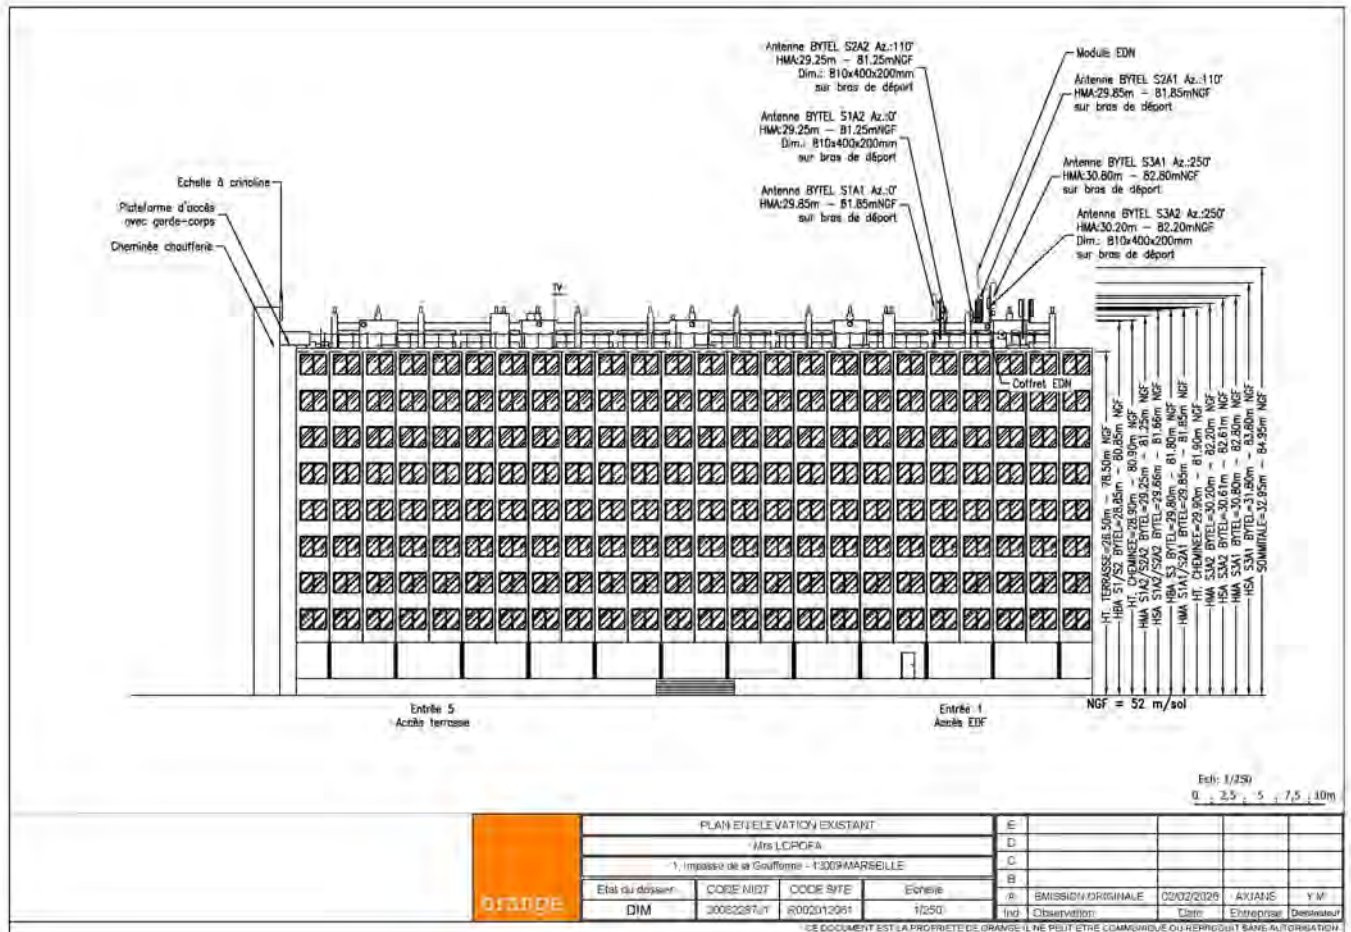 Antenne BYTEL S2A2 Az.:110°
HMA:29.25m - 81.25mNGF
Dim.: 810x400x200mm
sur bras de déport
Module EDN
Antenne BYTEL S2A1 Az.:110°
HMA:29.85m - 81.85mNGF
sur bras de déport
Antenne BYTEL S1A2 Az.:0°
HMA:29.25m - 81.25mNGF
Dim.: 810x400x200mm
sur bras de déport
Antenne BYTEL S3A1 Az.:250°
HMA:30.80m - 82.80mNGF
sur bras de déport
Antenne BYTEL S1A1 Az.:0°
HMA:29.85m - 81.85mNGF
sur bras de déport
Antenne BYTEL S3A2 Az.:250°
HMA:30.20m - 82.20mNGF
Dim.: 810x400x200mm
sur bras de déport
Echelle à crinoline
Plateforme d'accès
avec garde-corps
Cheminée chaufferie
TV
Coffret EDN
HT. TERRASSE=26.50m - 78.50m NGF
HBA S1/S2 BYTEL=28.85m - 80.85m NGF
HT. CHEMINEE=28.90m - 80.90m NGF
HMA S1A2/S2A2 BYTEL=29.25m - 81.25m NGF
HSA S1A2/S2A2 BYTEL=29.66m - 81.66m NGF
HBA S3 BYTEL=29.80m - 81.80m NGF
HMA S1A1/S2A1 BYTEL=29.85m - 81.85m NGF
HT. CHEMINEE=29.90m - 81.90m NGF
HMA S3A2 BYTEL=30.20m - 82.20m NGF
HSA S3A2 BYTEL=30.61m - 82.61m NGF
HMA S3A1 BYTEL=30.80m - 82.80m NGF
HSA S3A1 BYTEL=31.80m - 83.80m NGF
SOMMITALE=32.95m - 84.95m NGF
NGF = 52 m/sol
Entrée 5
Accès terrasse
Entrée 1
Accès EDF
Ech: 1/250
0 2,5 5 7,5 10m
orange
PLAN EN ELEVATION EXISTANT
1, Impasse de la Gouffonne - 13009 MARSEILLE
Etat du dossier CODE NIDT CODE SITE Echelle
DIM 1/250
E
D
C
B
A EMISSION ORIGINALE 02/02/2026 AXIANS Y M
Ind Observation Date Entreprise Dessinateur
CE DOCUMENT EST LA PROPRIETE DE ORANGE IL NE PEUT ETRE COMMUNIQUE OU REPRODUIT SANS AUTORISATION